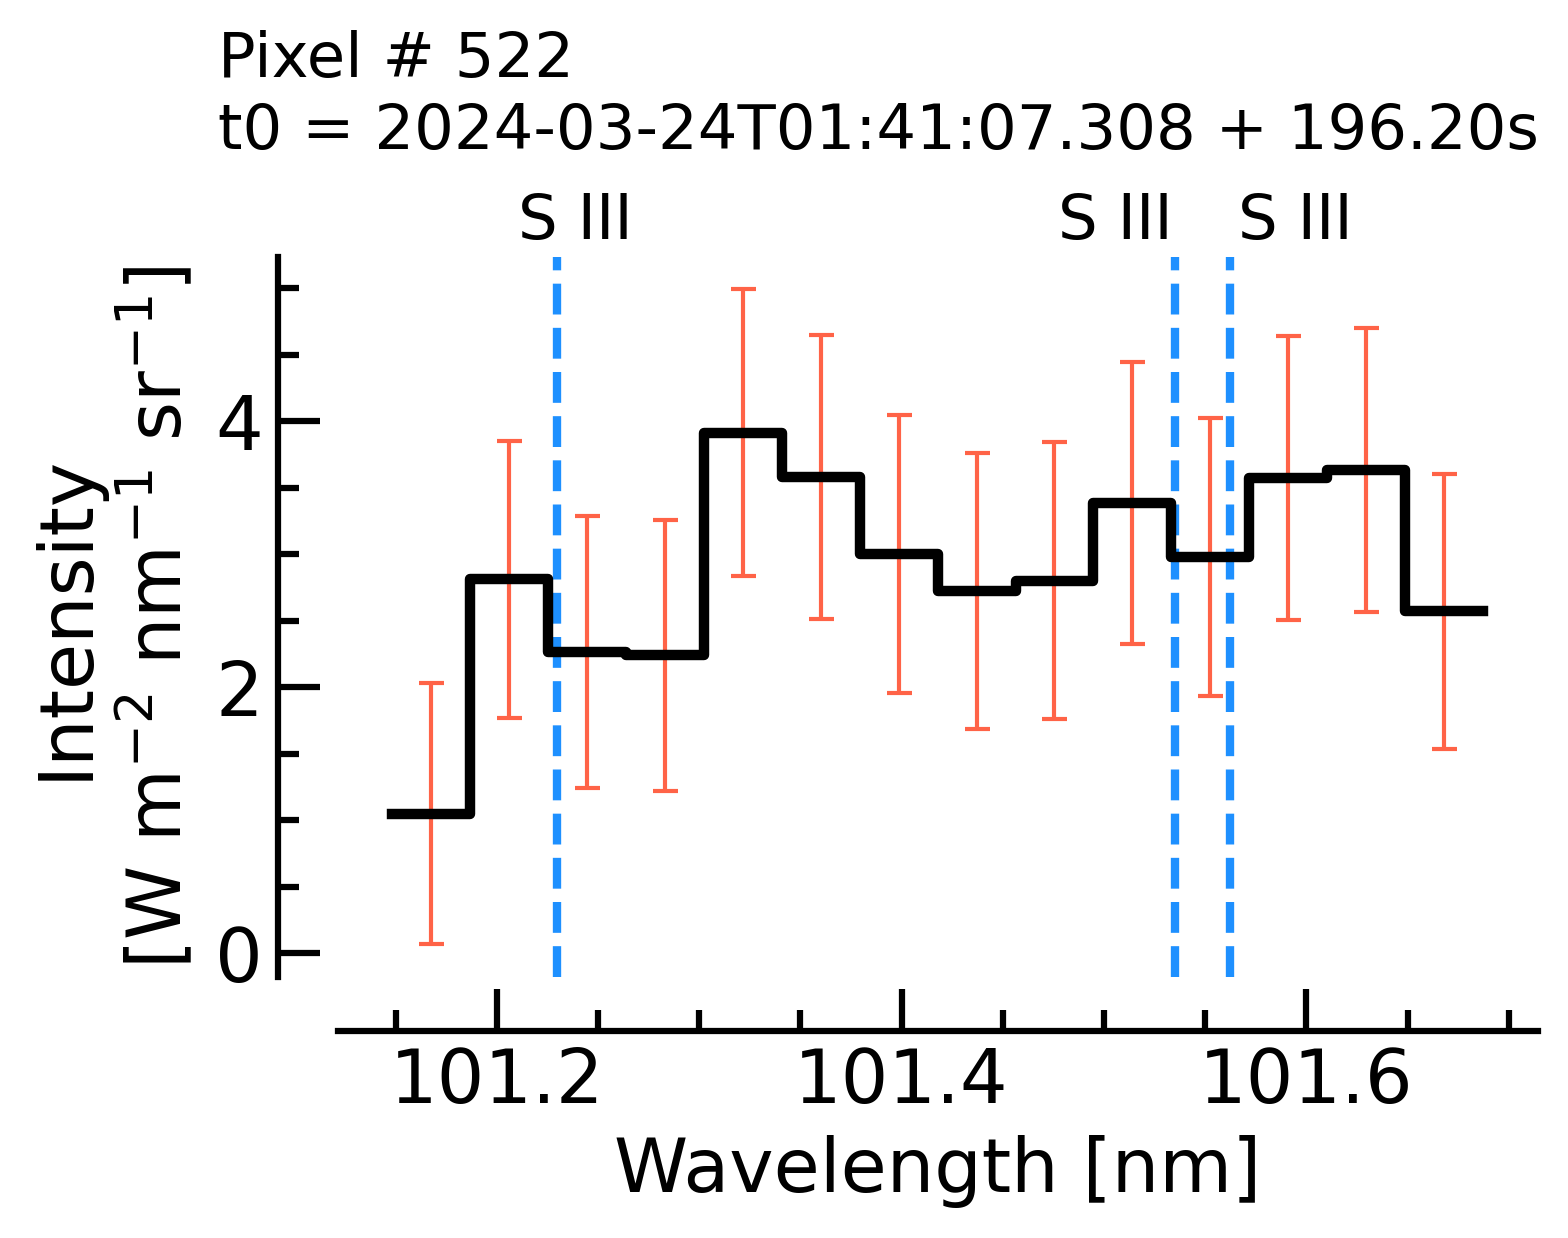 Pixel # 522
t0 = 2024-03-24T01:41:07.308 + 196.20s
S III S III S III
Intensity
[W m⁻² nm⁻¹ sr⁻¹]
4
2
0
101.2 101.4 101.6
Wavelength [nm]